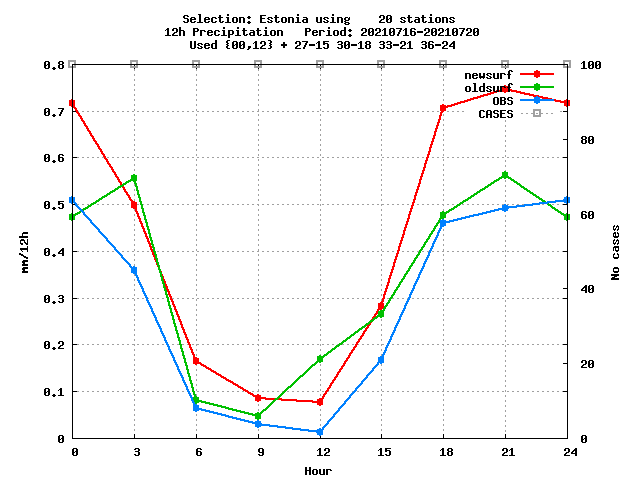 Selection: Estonia using    20 stations
12h Precipitation   Period: 20210716-20210720
Used {00,12} + 27-15 30-18 33-21 36-24
0.8
0.7
0.6
0.5
0.4
0.3
0.2
0.1
0
mm/12h
100
80
60
40
20
0
No cases
newsurf
oldsurf
OBS
CASES
0 3 6 9 12 15 18 21 24
Hour